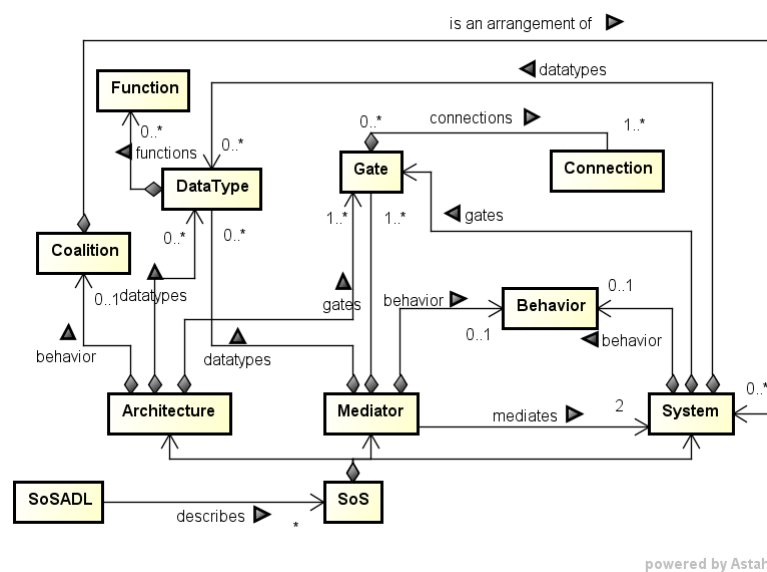 is an arrangement of
Function
datatypes
0..*
connections
1..*
0..*
functions
0..*
DataType
Gate
Connection
Coalition
0..*
0..*
1..*
1..*
gates
0..1
datatypes
gates
behavior
Behavior
0..1
0..1
behavior
datatypes
behavior
Architecture
Mediator
mediates
2
System
0..*
SoSADL
describes
*
SoS
powered by Astah